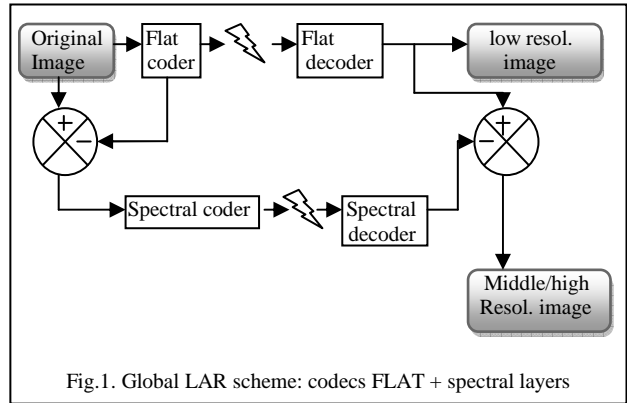 Original
Image
Flat
coder
Flat
decoder
low resol.
image
+
−
+
−
Spectral coder
Spectral
decoder
Middle/high
Resol. image
Fig.1. Global LAR scheme: codecs FLAT + spectral layers